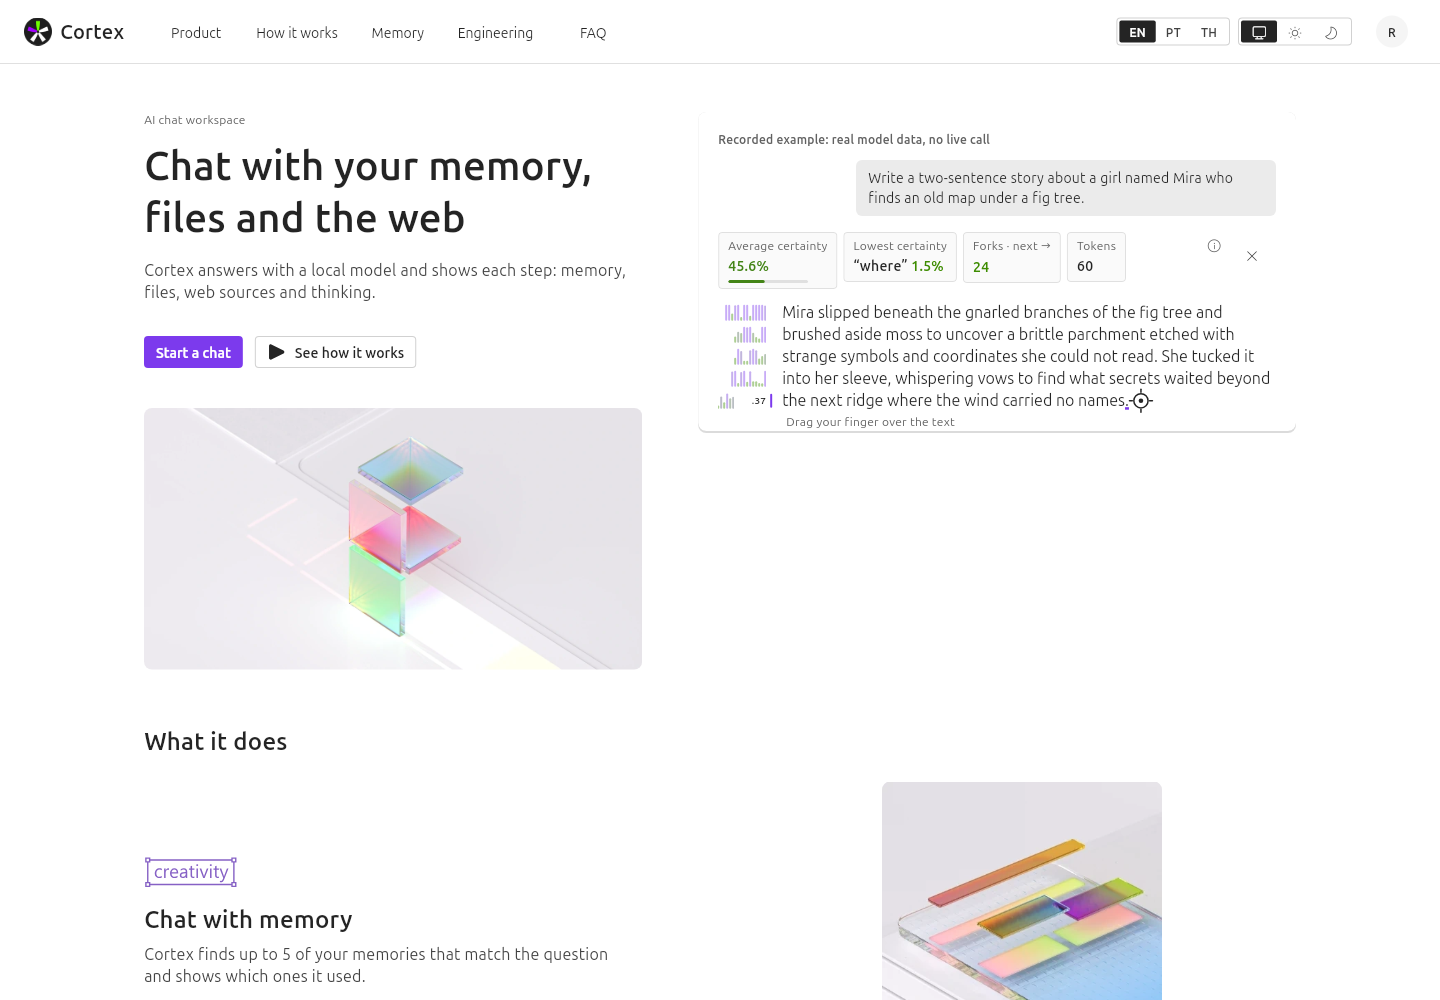 Cortex
Product
How it works
Memory
Engineering
FAQ
EN
PT
TH
R
AI chat workspace
Chat with your memory,
files and the web
Cortex answers with a local model and shows each step: memory,
files, web sources and thinking.
Start a chat
See how it works
Recorded example: real model data, no live call
Write a two-sentence story about a girl named Mira who
finds an old map under a fig tree.
Average certainty
45.6%
Lowest certainty
“where” 1.5%
Forks · next →
24
Tokens
60
Mira slipped beneath the gnarled branches of the fig tree and
brushed aside moss to uncover a brittle parchment etched with
strange symbols and coordinates she could not read. She tucked it
into her sleeve, whispering vows to find what secrets waited beyond
.37
the next ridge where the wind carried no names.
Drag your finger over the text
What it does
creativity
Chat with memory
Cortex finds up to 5 of your memories that match the question
and shows which ones it used.